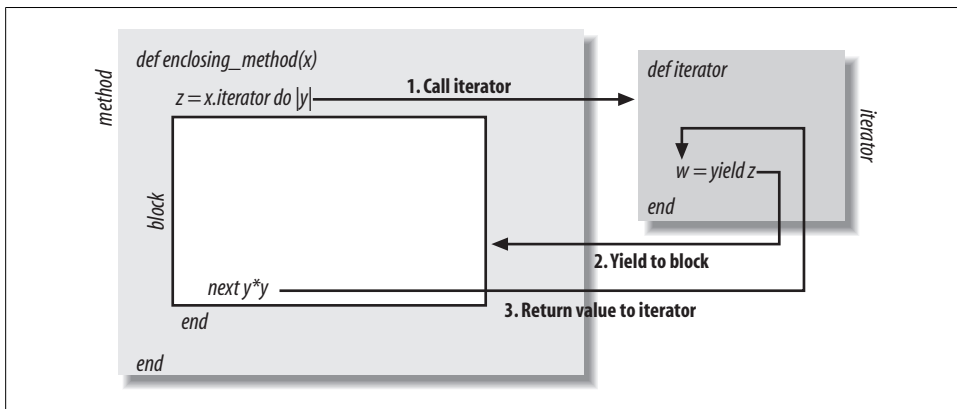 method
def enclosing_method(x)
z = x.iterator do |y|
block
next y*y
end
end
1. Call iterator
def iterator
w = yield z
end
iterator
2. Yield to block
3. Return value to iterator